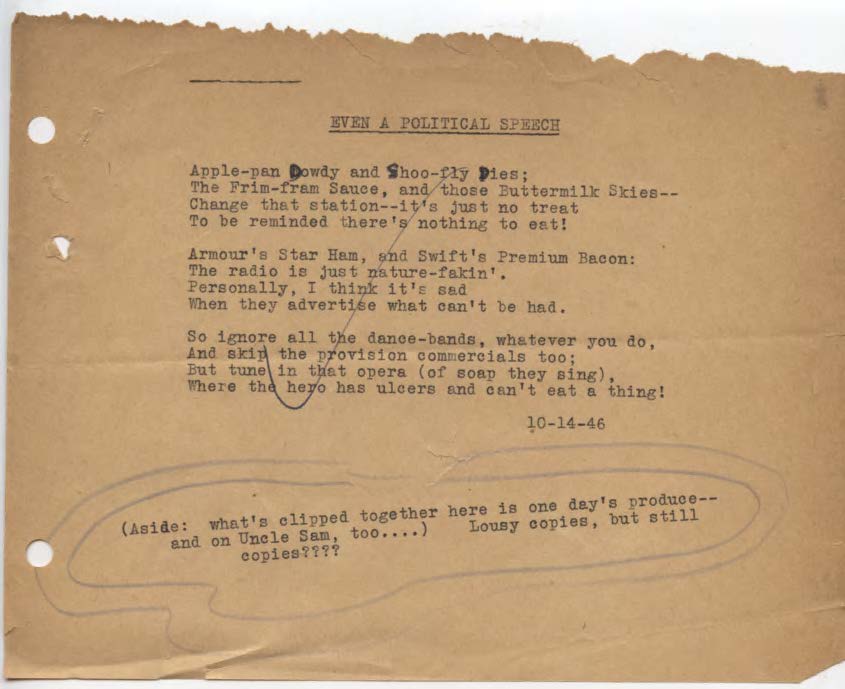 EVEN A POLITICAL SPEECH
Apple-pan Dowdy and Shoo-fly Pies;
The Frim-fram Sauce, and those Buttermilk Skies--
Change that station--it's just no treat
To be reminded there's nothing to eat!
Armour's Star Ham, and Swift's Premium Bacon:
The radio is just nature-fakin'.
Personally, I think it's sad
When they advertise what can't be had.
So ignore all the dance-bands, whatever you do,
And skip the provision commercials too;
But tune in that opera (of soap they sing),
Where the hero has ulcers and can't eat a thing!
10-14-46
(Aside: what's clipped together here is one day's produce--
and on Uncle Sam, too....) Lousy copies, but still
copies????